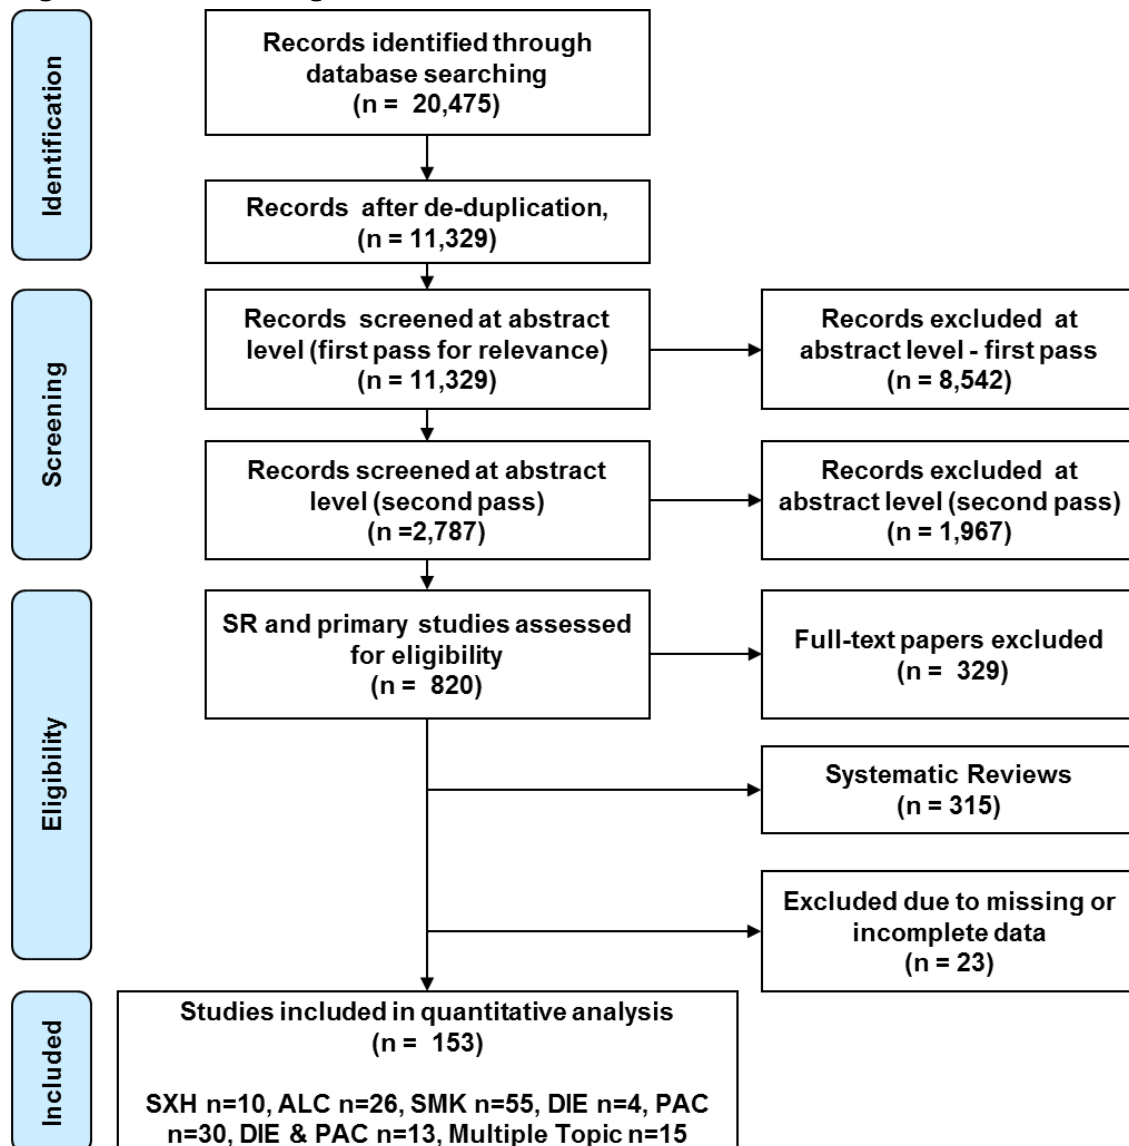 Identification
Records identified through
database searching
(n = 20,475)
Records after de-duplication,
(n = 11,329)
Screening
Records screened at abstract
level (first pass for relevance)
(n = 11,329)
Records excluded at
abstract level - first pass
(n = 8,542)
Records screened at abstract
level (second pass)
(n =2,787)
Records excluded at
abstract level (second pass)
(n = 1,967)
Eligibility
SR and primary studies assessed
for eligibility
(n = 820)
Full-text papers excluded
(n = 329)
Systematic Reviews
(n = 315)
Excluded due to missing or
incomplete data
(n = 23)
Included
Studies included in quantitative analysis
(n = 153)
SXH n=10, ALC n=26, SMK n=55, DIE n=4, PAC
n=30, DIE & PAC n=13, Multiple Topic n=15